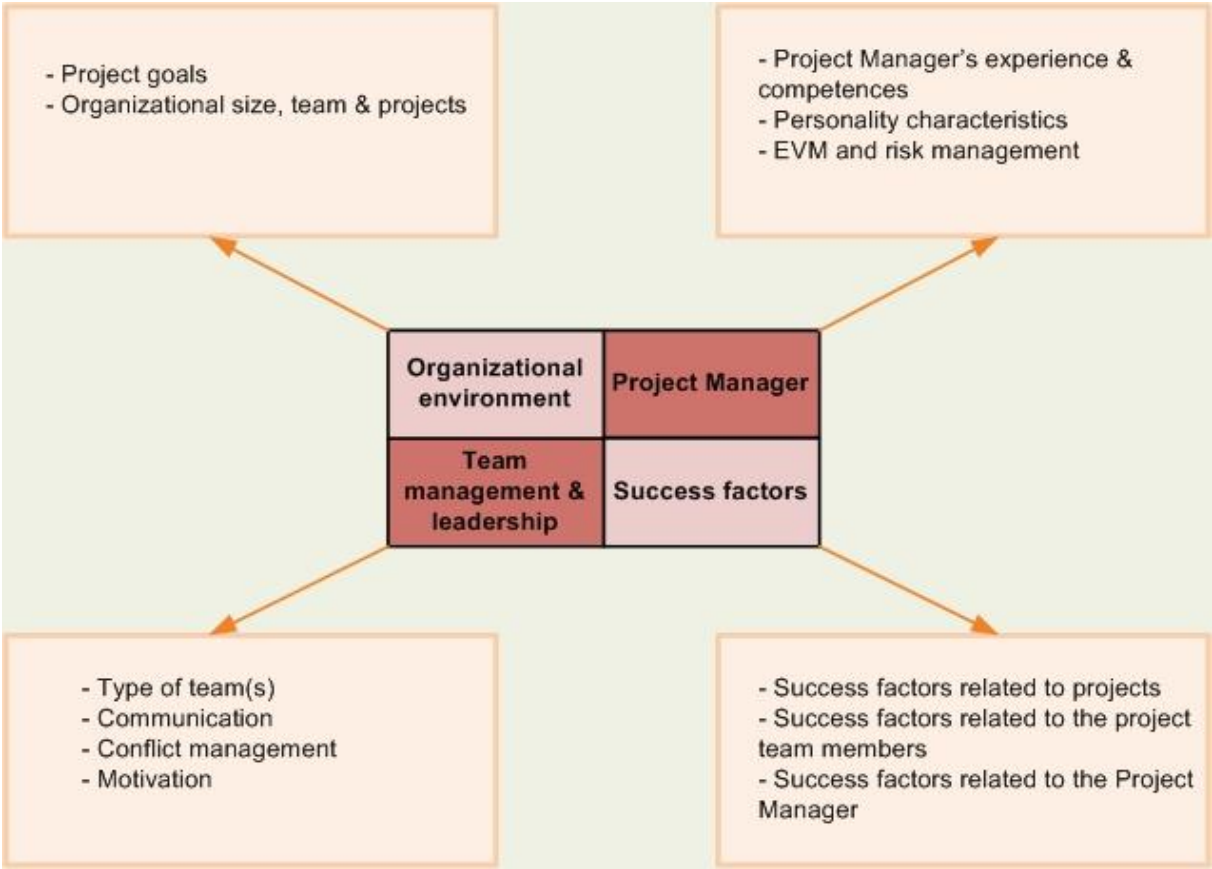 - Project goals
- Organizational size, team & projects
- Project Manager's experience &
competences
- Personality characteristics
- EVM and risk management
Organizational
environment
Project Manager
Team
management &
leadership
Success factors
- Type of team(s)
- Communication
- Conflict management
- Motivation
- Success factors related to projects
- Success factors related to the project
team members
- Success factors related to the Project
Manager